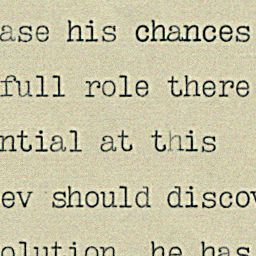 ase his chances
full role there
ntial at this
ev should discov
olution, he has